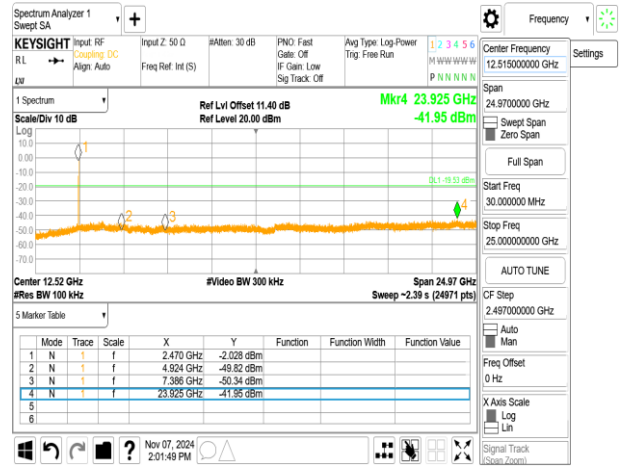 Spectrum Analyzer 1
Swept SA
Frequency
Settings
KEYSIGHT
RL
Input: RF
Coupling: DC
Align: Auto
Input Z: 50 Ω
Freq Ref: Int (S)
#Atten: 30 dB
PNO: Fast
Gate: Off
IF Gain: Low
Sig Track: Off
Avg Type: Log-Power
Trig: Free Run
1 2 3 4 5 6
M W W W W W
P N N N N N
1 Spectrum
Scale/Div 10 dB
Ref Lvl Offset 11.40 dB
Ref Level 20.00 dBm
Mkr4 23.925 GHz
-41.95 dBm
Log
10.0
0.00
-10.0
-20.0
-30.0
-40.0
-50.0
-60.0
-70.0
1
2
3
4
DL1 -19.53 dBm
Center 12.52 GHz
#Res BW 100 kHz
#Video BW 300 kHz
Span 24.97 GHz
Sweep ~2.39 s (24971 pts)
5 Marker Table
Mode Trace Scale X Y Function Function Width Function Value
1 N 1 f 2.470 GHz -2.028 dBm
2 N 1 f 4.924 GHz -49.82 dBm
3 N 1 f 7.386 GHz -50.34 dBm
4 N 1 f 23.925 GHz -41.95 dBm
5
6
Nov 07, 2024
2:01:49 PM
Center Frequency
12.515000000 GHz
Span
24.9700000 GHz
Swept Span
Zero Span
Full Span
Start Freq
30.000000 MHz
Stop Freq
25.000000000 GHz
AUTO TUNE
CF Step
2.497000000 GHz
Auto
Man
Freq Offset
0 Hz
X Axis Scale
Log
Lin
Signal Track
(Span Zoom)